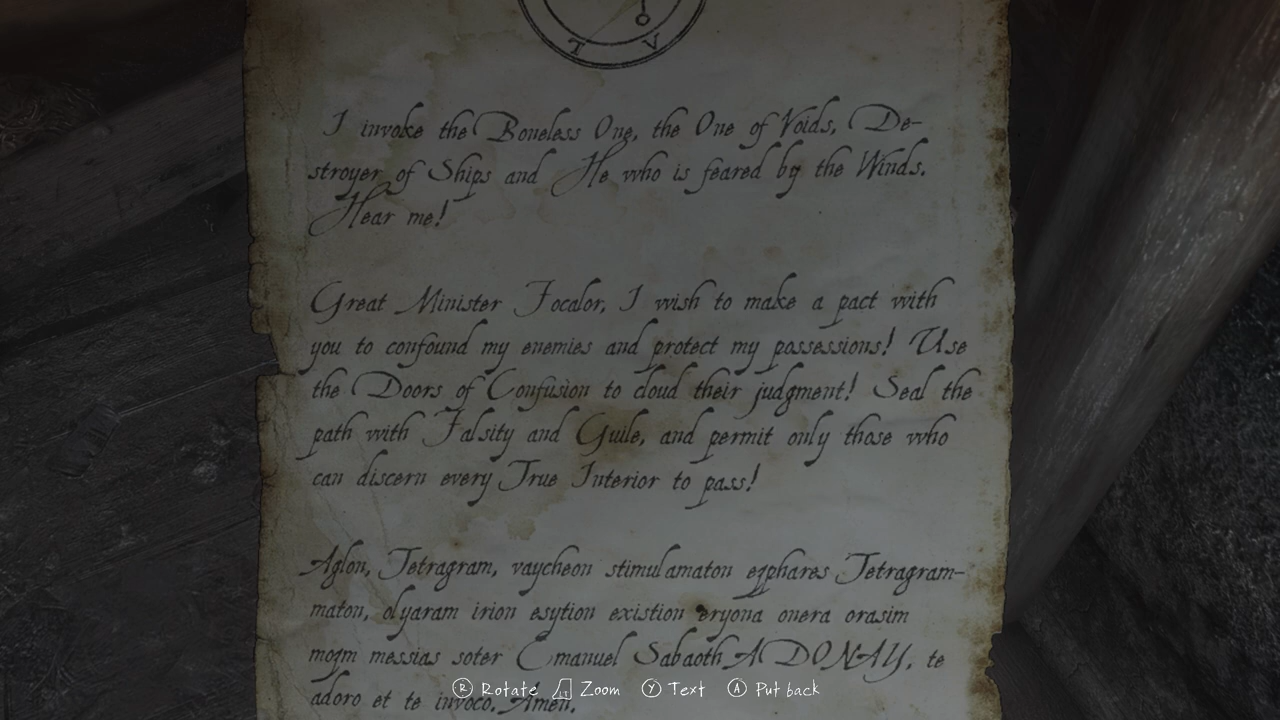 T V
I invoke the Boneless One, the One of Voids, De-
stroyer of Ships and He who is feared by the Winds.
Hear me!
Great Minister Focalor, I wish to make a pact with
you to confound my enemies and protect my possessions! Use
the Doors of Confusion to cloud their judgment! Seal the
path with Falsity and Guile, and permit only those who
can discern every True Interior to pass!
Aglon, Tetragram, vaycheon stimulamaton ezphares Tetragram-
maton, olyaram irion esytion existion eryona onera orasim
mozm messias soter Emanuel Sabaoth ADONAY, te
adoro et te invoco. Amen.
R Rotate Zoom Y Text A Put back